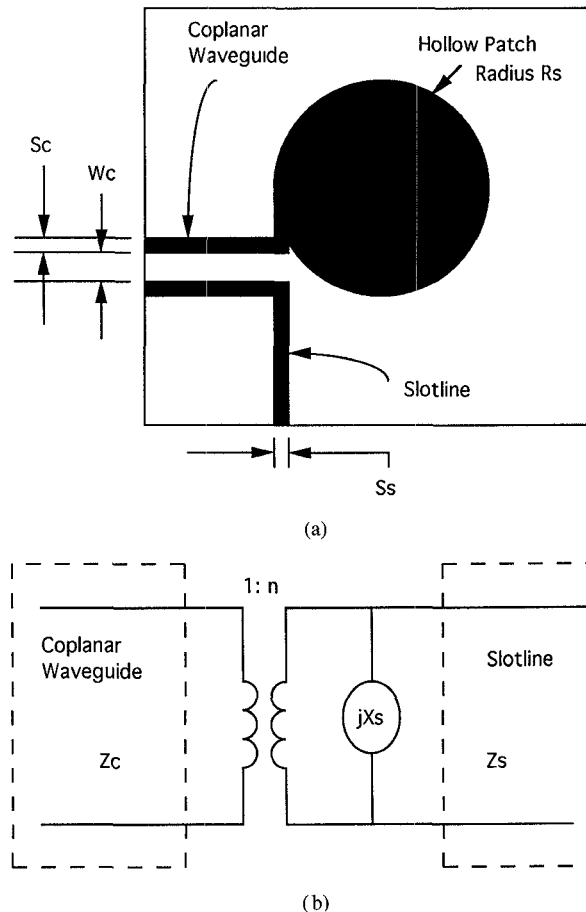 Coplanar
Waveguide
Hollow Patch
Radius Rs
Sc
Wc
Slotline
Ss
(a)
1: n
Coplanar
Waveguide
Slotline
jXs
Zc
Zs
(b)